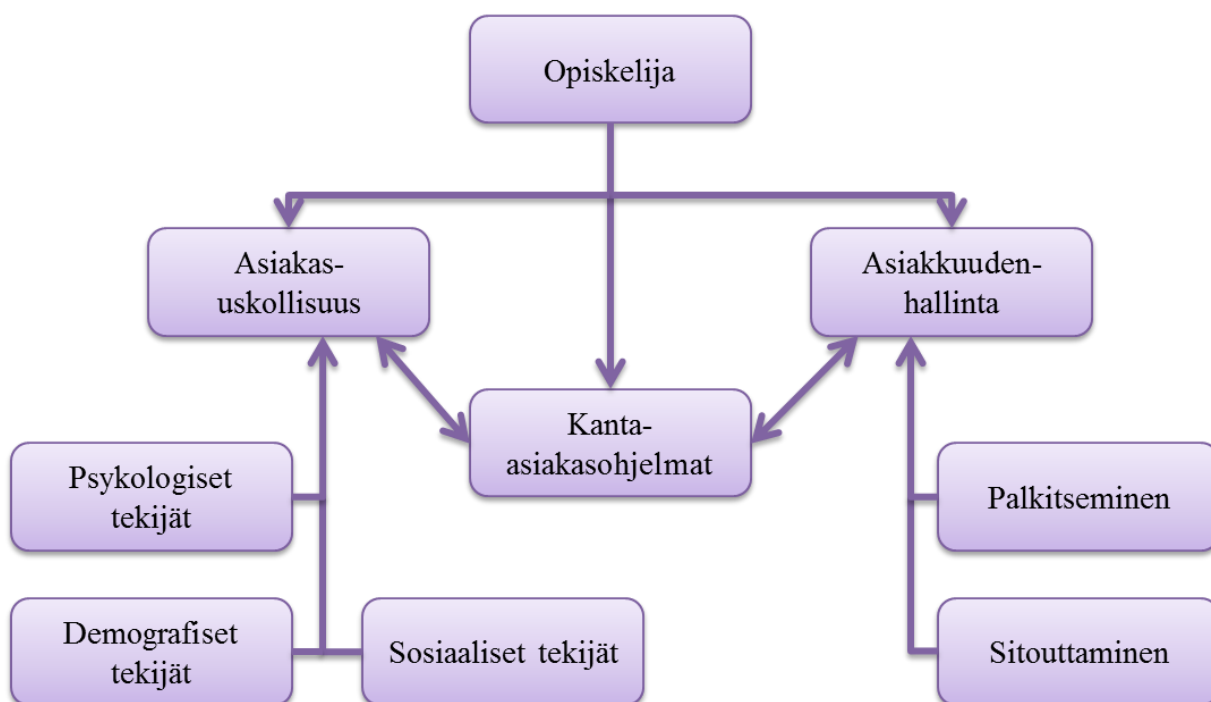 Opiskelija
Asiakas-
uskollisuus
Asiakkuuden-
hallinta
Kanta-
asiakasohjelmat
Psykologiset
tekijät
Palkitseminen
Demografiset
tekijät
Sosiaaliset tekijät
Sitouttaminen